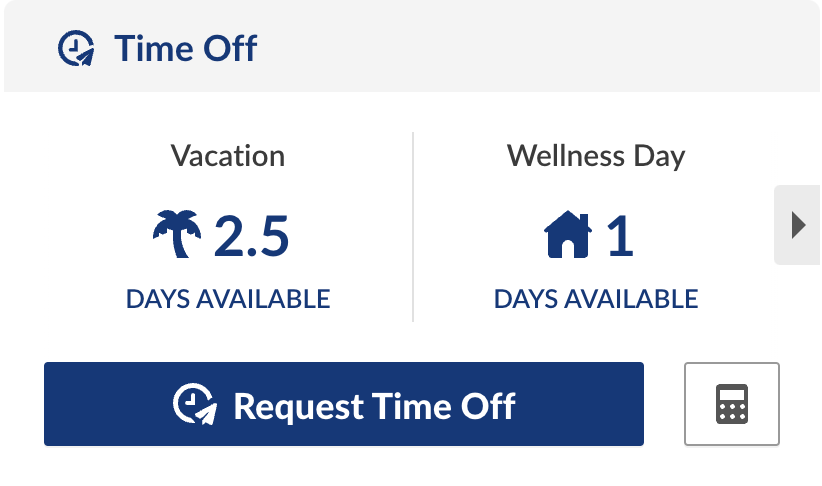 Time Off
Vacation
2.5
DAYS AVAILABLE
Wellness Day
1
DAYS AVAILABLE
Request Time Off